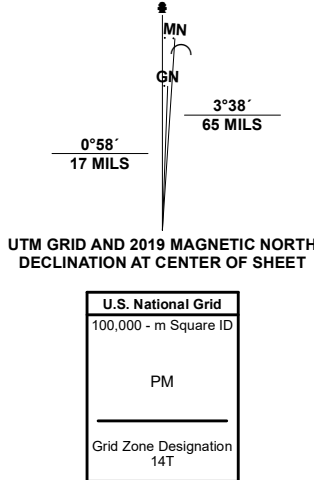 MN
GN
3°38´
65 MILS
0°58´
17 MILS
UTM GRID AND 2019 MAGNETIC NORTH
DECLINATION AT CENTER OF SHEET
U.S. National Grid
100,000 - m Square ID
PM
Grid Zone Designation
14T